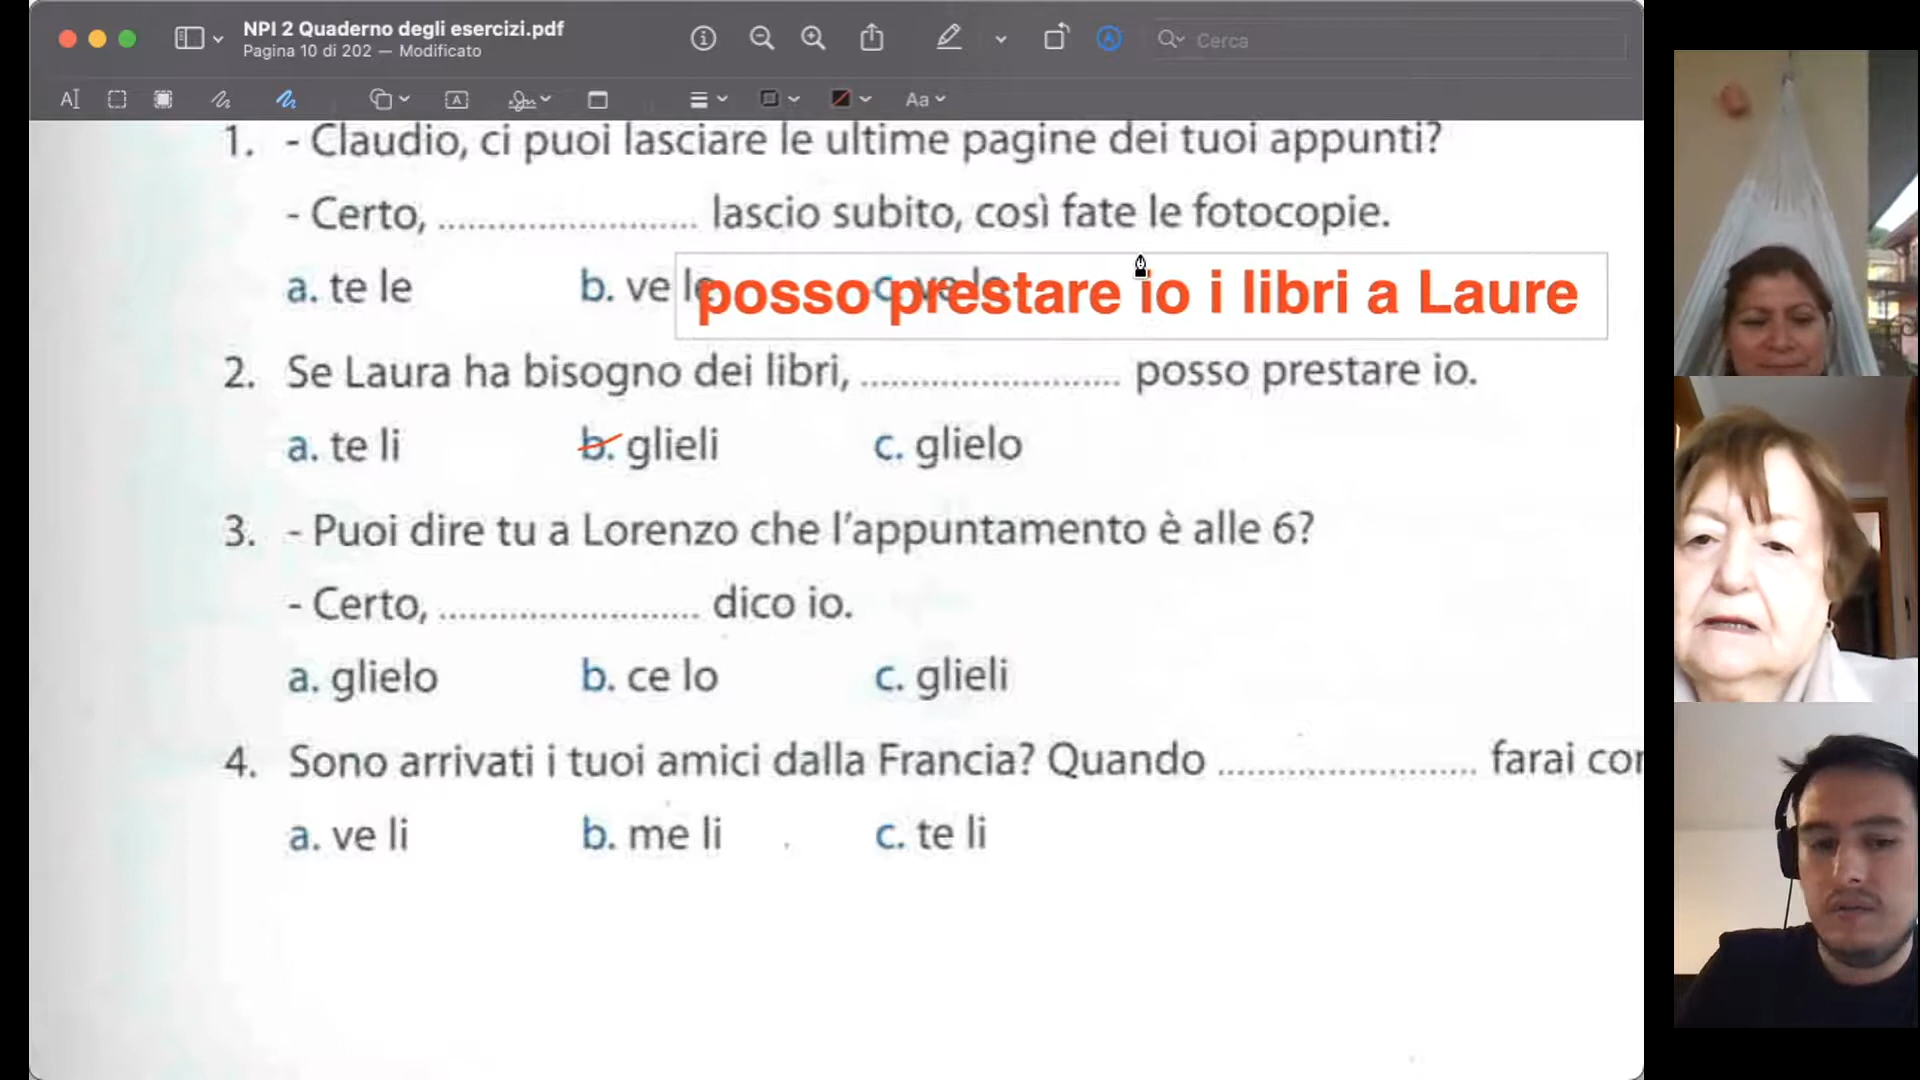 NPI 2 Quaderno degli esercizi.pdf
Pagina 10 di 202 — Modificato
Cerca
Aa
1. - Claudio, ci puoi lasciare le ultime pagine dei tuoi appunti?
- Certo, ........................... lascio subito, così fate le fotocopie.
a. te le b. ve le c. ve lo
posso prestare io i libri a Laure
2. Se Laura ha bisogno dei libri, ........................... posso prestare io.
a. te li b. glieli c. glielo
3. - Puoi dire tu a Lorenzo che l'appuntamento è alle 6?
- Certo, ........................... dico io.
a. glielo b. ce lo c. glieli
4. Sono arrivati i tuoi amici dalla Francia? Quando ........................... farai cor
a. ve li b. me li c. te li